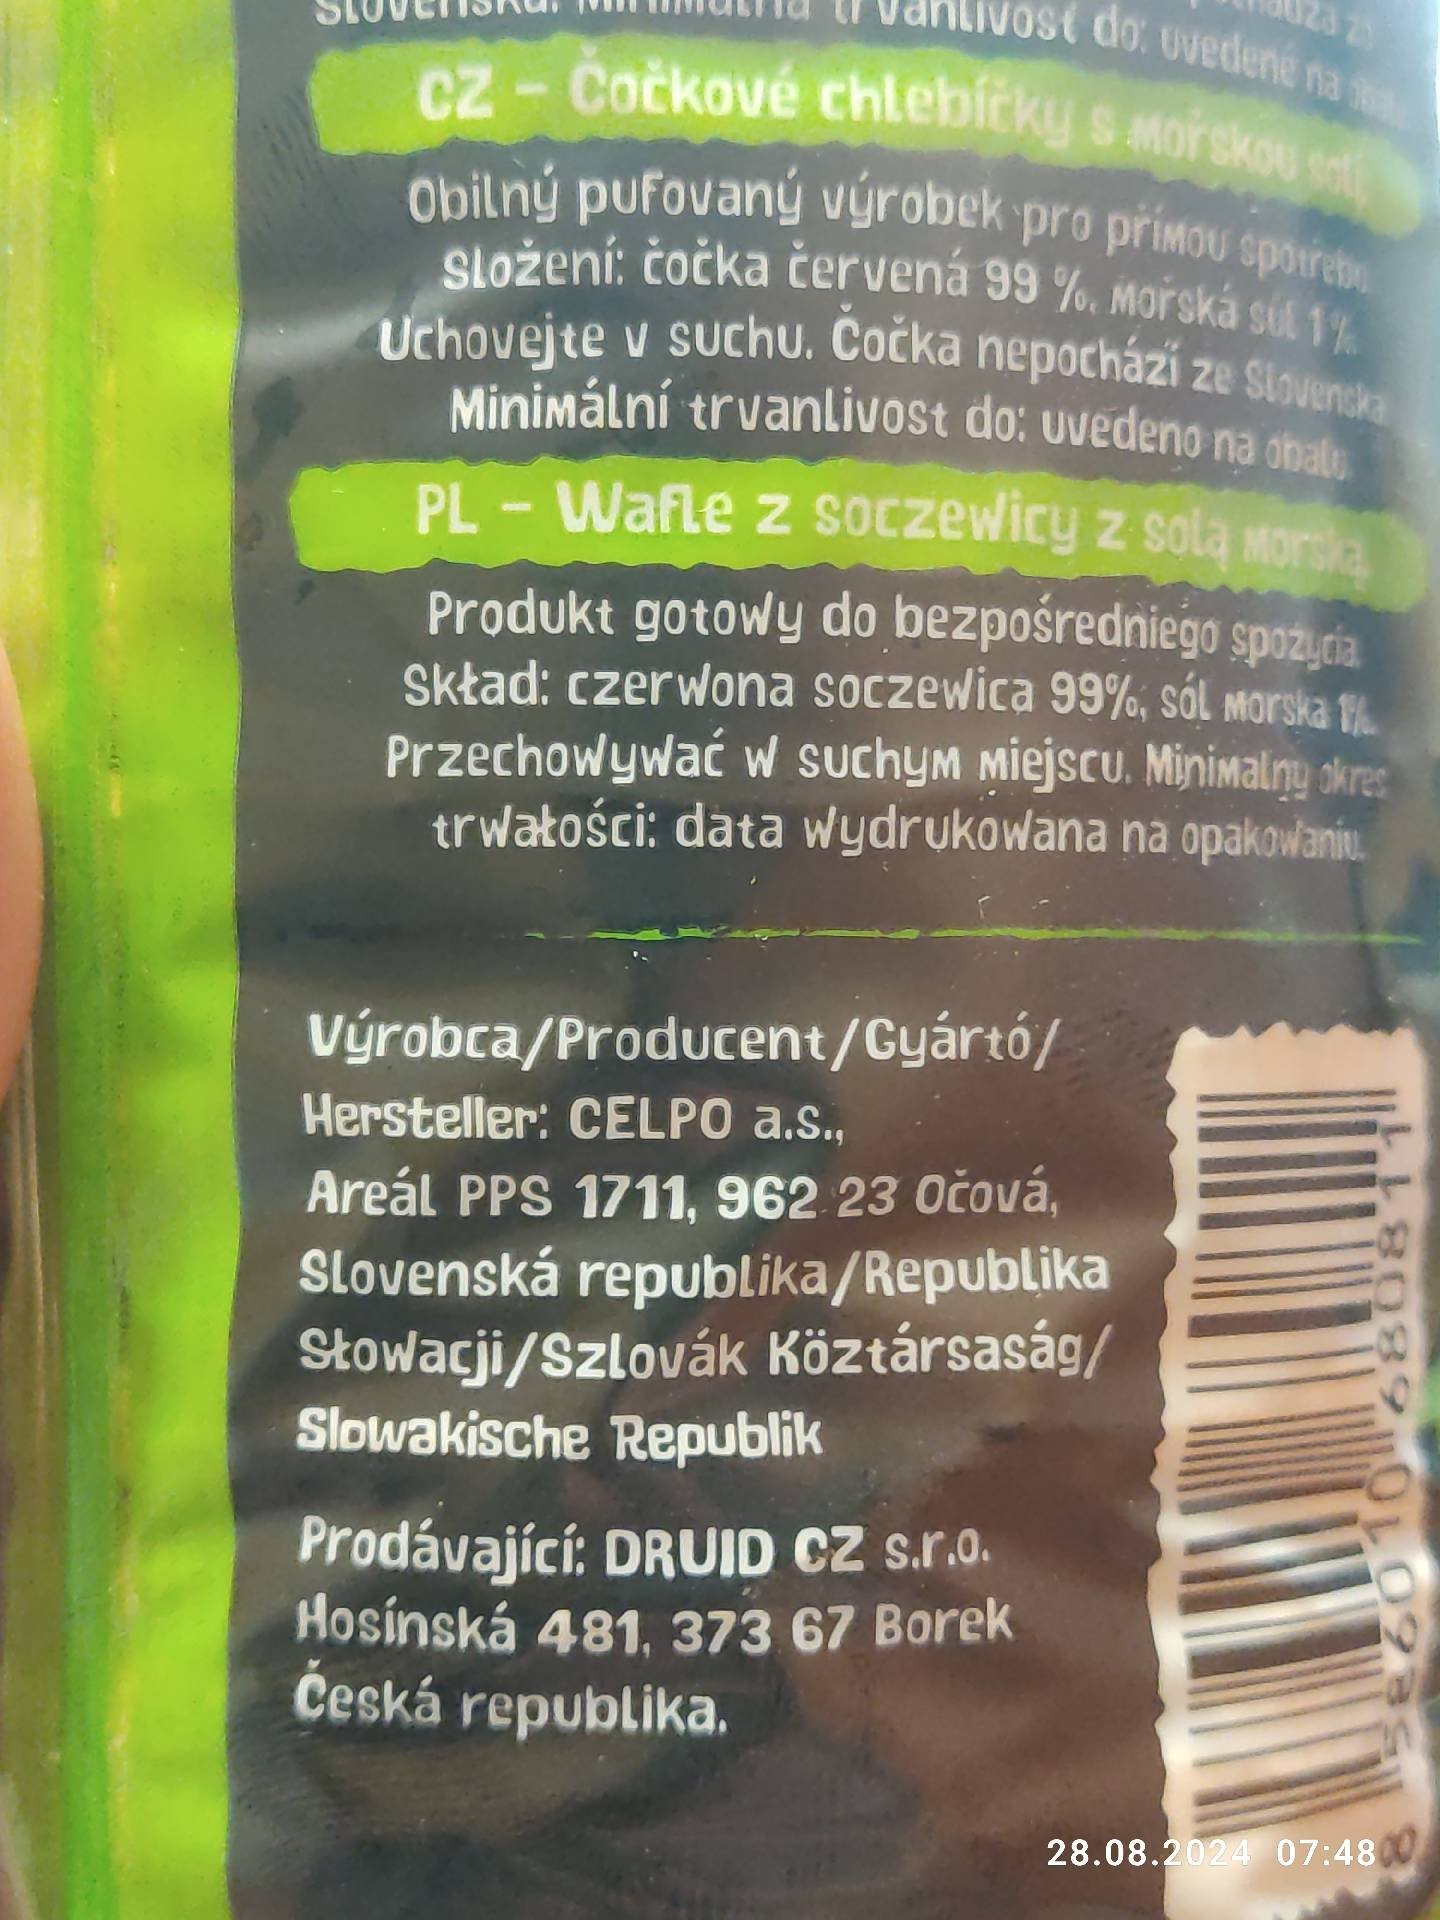 Slovenska. Minimálna trvanlivosť do: uvedené na obale.
CZ - Čočkové chlebíčky s mořskou solí
Obilný pufovaný výrobek pro přímou spotřebu
Složení: čočka červená 99 %, mořská sůl 1%.
Uchovejte v suchu. Čočka nepochází ze Slovenska
Minimální trvanlivost do: uvedeno na obalu.
PL - Wafle z soczewicy z solą morską
Produkt gotowy do bezpośredniego spożycia
Skład: czerwona soczewica 99%, sól morska 1%.
Przechowywać w suchym miejscu. Minimalny okres
trwałości: data wydrukowana na opakowaniu.
Výrobca/Producent/Gyártó/
Hersteller: CELPO a.s.,
Areál PPS 1711, 962 23 Očová,
Slovenská republika/Republika
Słowacji/Szlovák Köztársaság/
Slowakische Republik
Prodávající: DRUID CZ s.r.o.
Hosínská 481, 373 67 Borek
Česká republika.
8 586010 680811
28.08.2024 07:48